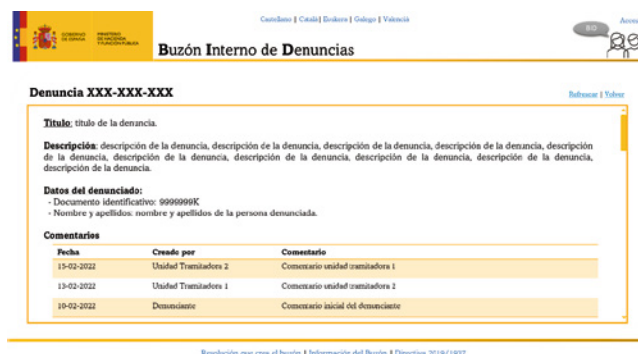 Castellano | Català | Euskera | Galego | Valencià
Acceso
GOBIERNO DE ESPAÑA
MINISTERIO DE HACIENDA Y FUNCIÓN PÚBLICA
Buzón Interno de Denuncias
Denuncia XXX-XXX-XXX
Refrescar | Volver
Título: título de la denuncia.
Descripción: descripción de la denuncia, descripción de la denuncia, descripción de la denuncia, descripción de la denuncia, descripción
de la denuncia, descripción de la denuncia, descripción de la denuncia, descripción de la denuncia, descripción de la denuncia,
descripción de la denuncia.
Datos del denunciado:
- Documento identificativo: 9999999K
- Nombre y apellidos: nombre y apellidos de la persona denunciada.
Comentarios
Fecha Creado por Comentario
15-02-2022 Unidad Tramitadora 2 Comentario unidad tramitadora 1
13-02-2022 Unidad Tramitadora 1 Comentario unidad tramitadora 2
10-02-2022 Denunciante Comentario inicial del denunciante
Resolución que crea el buzón | Información del Buzón | Directiva 2019/1937